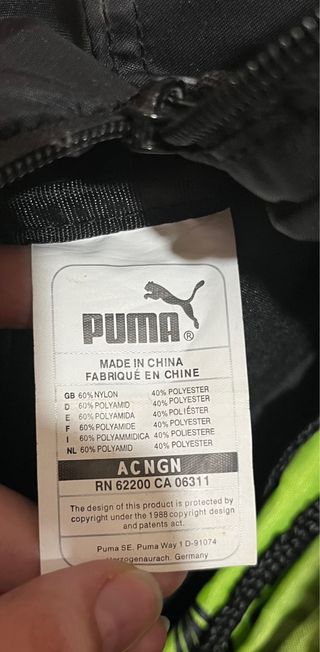 PUMA®
MADE IN CHINA
FABRIQUÉ EN CHINE
GB 60%NYLON 40% POLYESTER
D 60%POLYAMID 40% POLYESTER
E 60%POLYAMIDA 40% POLIÉSTER
F 60%POLYAMIDE 40% POLYESTER
I 60%POLYAMMIDICA 40% POLIESTERE
NL 60%POLYAMID 40% POLYESTER
ACNGN
RN 62200 CA 06311
The design of this product is protected by
copyright under the 1988 copyright design
and patents act.
Puma SE. Puma Way 1 D-91074
Herzogenaurach. Germany